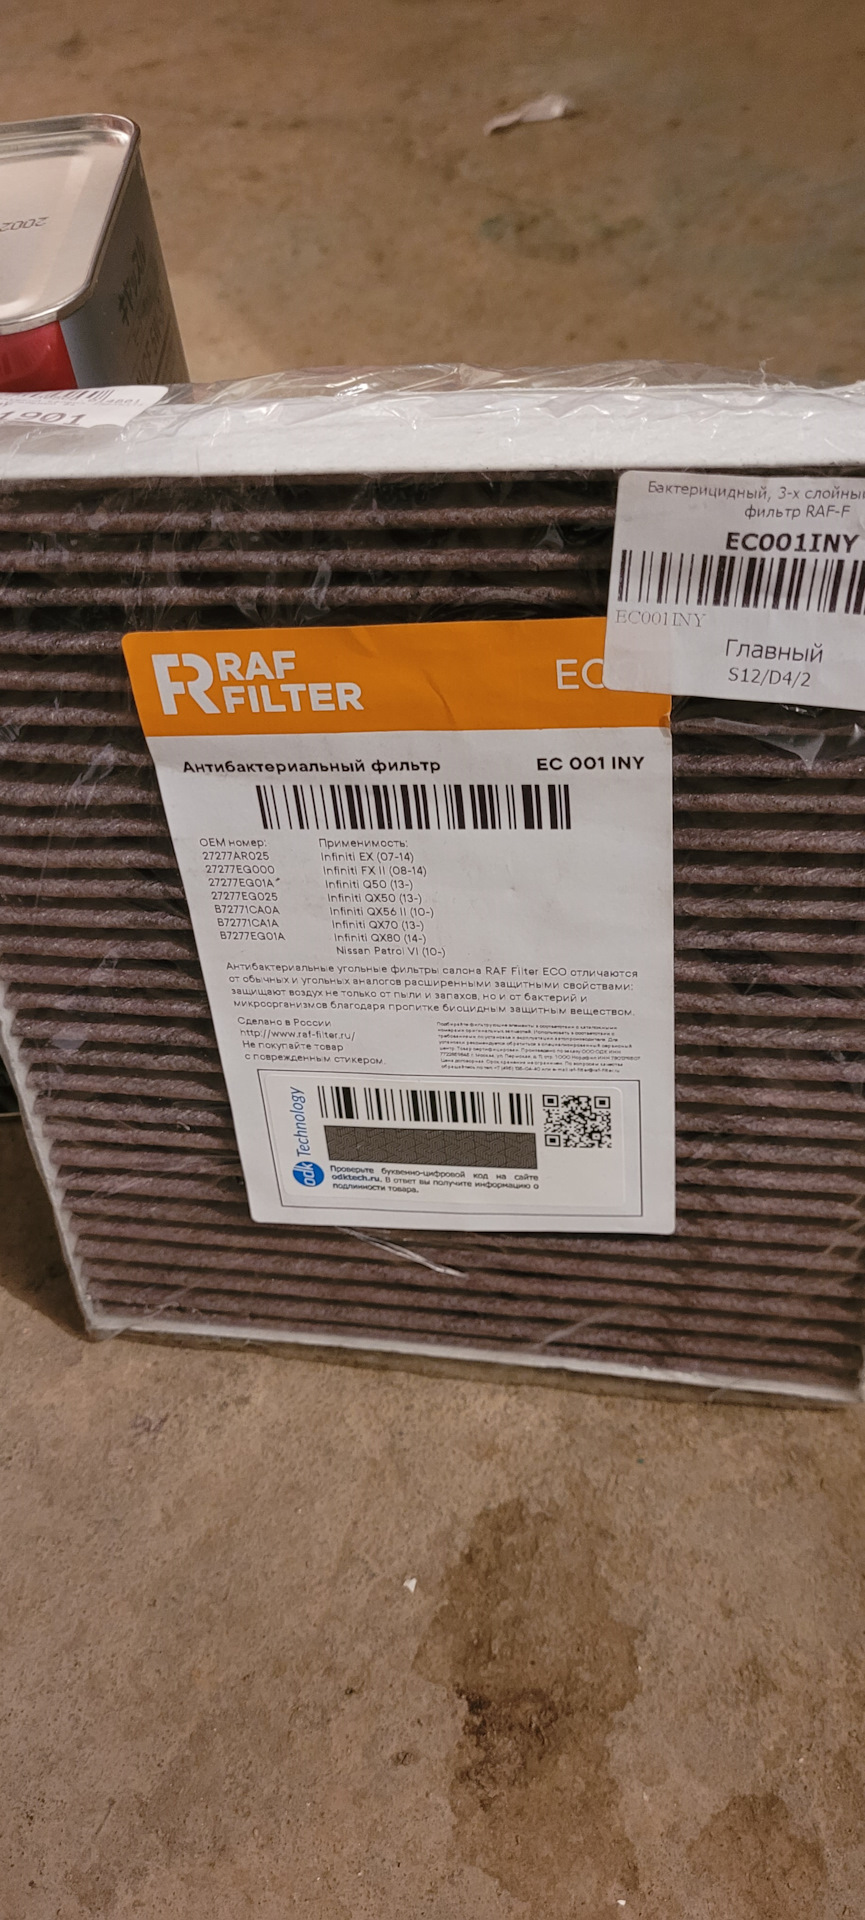 2002
1901
Бактерицидный, 3-х слойны
фильтр RAF-F
EC001INY
EC001INY
Главный
S12/D4/2
RAF
FILTER
EC
Антибактериальный фильтр EC 001 INY
OEM номер: Применимость:
27277AR025 Infiniti EX (07-14)
27277EG000 Infiniti FX II (08-14)
27277EG01A* Infiniti Q50 (13-)
27277EG025 Infiniti QX50 (13-)
B72771CA0A Infiniti QX56 II (10-)
B72771CA1A Infiniti QX70 (13-)
B7277EG01A Infiniti QX80 (14-)
Nissan Patrol VI (10-)
Антибактериальные угольные фильтры салона RAF Filter ECO отличаются
от обычных и угольных аналогов расширенными защитными свойствами:
защищают воздух не только от пыли и запахов, но и от бактерий и
микроорганизмов благодаря пропитке биоцидным защитным веществом.
Сделано в России
http://www.raf-filter.ru/
Не покупайте товар
с поврежденным стикером.
odk Technology
Проверьте буквенно-цифровой код на сайте
odktech.ru. В ответ вы получите информацию о
подлинности товара.